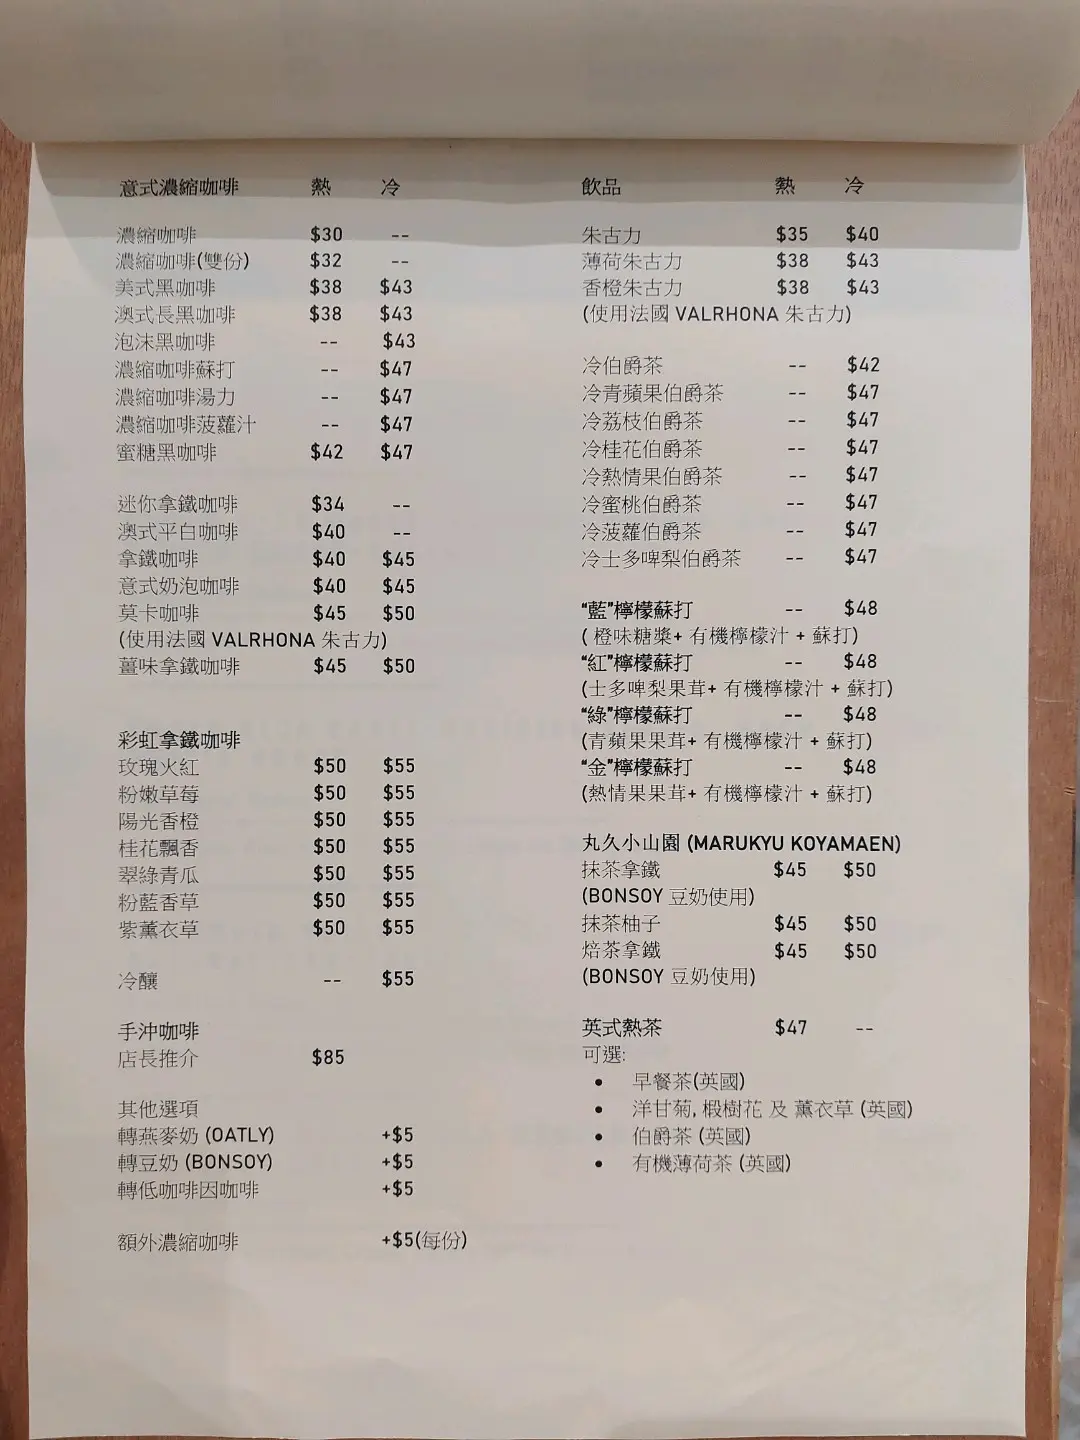 意式濃縮咖啡 熱 冷
濃縮咖啡 $30 --
濃縮咖啡(雙份) $32 --
美式黑咖啡 $38 $43
澳式長黑咖啡 $38 $43
泡沫黑咖啡 -- $43
濃縮咖啡蘇打 -- $47
濃縮咖啡湯力 -- $47
濃縮咖啡菠蘿汁 -- $47
蜜糖黑咖啡 $42 $47
迷你拿鐵咖啡 $34 --
澳式平白咖啡 $40 --
拿鐵咖啡 $40 $45
意式奶泡咖啡 $40 $45
莫卡咖啡 $45 $50
(使用法國 VALRHONA 朱古力)
薑味拿鐵咖啡 $45 $50
彩虹拿鐵咖啡
玫瑰火紅 $50 $55
粉嫩草莓 $50 $55
陽光香橙 $50 $55
桂花飄香 $50 $55
翠綠青瓜 $50 $55
粉藍香草 $50 $55
紫薰衣草 $50 $55
冷釀 -- $55
手沖咖啡
店長推介 $85
其他選項
轉燕麥奶 (OATLY) +$5
轉豆奶 (BONSOY) +$5
轉低咖啡因咖啡 +$5
額外濃縮咖啡 +$5(每份)
飲品 熱 冷
朱古力 $35 $40
薄荷朱古力 $38 $43
香橙朱古力 $38 $43
(使用法國 VALRHONA 朱古力)
冷伯爵茶 -- $42
冷青蘋果伯爵茶 -- $47
冷荔枝伯爵茶 -- $47
冷桂花伯爵茶 -- $47
冷熱情果伯爵茶 -- $47
冷蜜桃伯爵茶 -- $47
冷菠蘿伯爵茶 -- $47
冷士多啤梨伯爵茶 -- $47
“藍”檸檬蘇打 -- $48
( 橙味糖漿+ 有機檸檬汁 + 蘇打)
“紅”檸檬蘇打 -- $48
(士多啤梨果茸+ 有機檸檬汁 + 蘇打)
“綠”檸檬蘇打 -- $48
(青蘋果果茸+ 有機檸檬汁 + 蘇打)
“金”檸檬蘇打 -- $48
(熱情果果茸+ 有機檸檬汁 + 蘇打)
丸久小山園 (MARUKYU KOYAMAEN)
抹茶拿鐵 $45 $50
(BONSOY 豆奶使用)
抹茶柚子 $45 $50
焙茶拿鐵 $45 $50
(BONSOY 豆奶使用)
英式熱茶 $47 --
可選:
• 早餐茶(英國)
• 洋甘菊, 椴樹花 及 薰衣草 (英國)
• 伯爵茶 (英國)
• 有機薄荷茶 (英國)